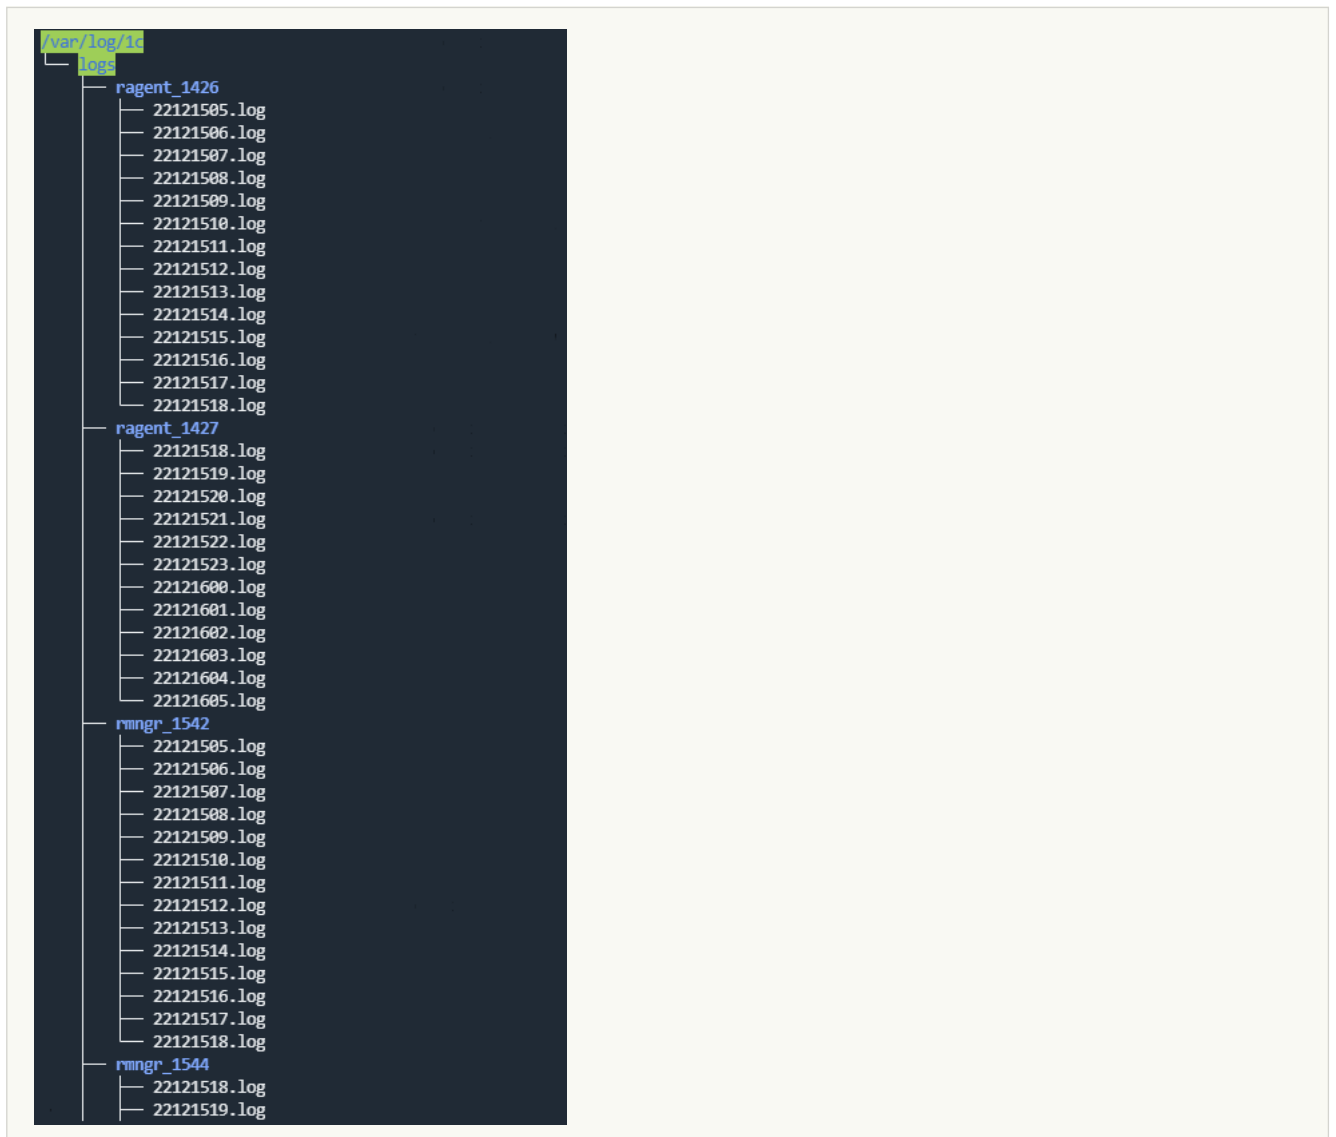 /var/log/1c
└── logs
    ├── ragent_1426
    │   ├── 22121505.log
    │   ├── 22121506.log
    │   ├── 22121507.log
    │   ├── 22121508.log
    │   ├── 22121509.log
    │   ├── 22121510.log
    │   ├── 22121511.log
    │   ├── 22121512.log
    │   ├── 22121513.log
    │   ├── 22121514.log
    │   ├── 22121515.log
    │   ├── 22121516.log
    │   ├── 22121517.log
    │   └── 22121518.log
    ├── ragent_1427
    │   ├── 22121518.log
    │   ├── 22121519.log
    │   ├── 22121520.log
    │   ├── 22121521.log
    │   ├── 22121522.log
    │   ├── 22121523.log
    │   ├── 22121600.log
    │   ├── 22121601.log
    │   ├── 22121602.log
    │   ├── 22121603.log
    │   ├── 22121604.log
    │   └── 22121605.log
    ├── rmngr_1542
    │   ├── 22121505.log
    │   ├── 22121506.log
    │   ├── 22121507.log
    │   ├── 22121508.log
    │   ├── 22121509.log
    │   ├── 22121510.log
    │   ├── 22121511.log
    │   ├── 22121512.log
    │   ├── 22121513.log
    │   ├── 22121514.log
    │   ├── 22121515.log
    │   ├── 22121516.log
    │   ├── 22121517.log
    │   └── 22121518.log
    ├── rmngr_1544
    │   ├── 22121518.log
    │   ├── 22121519.log